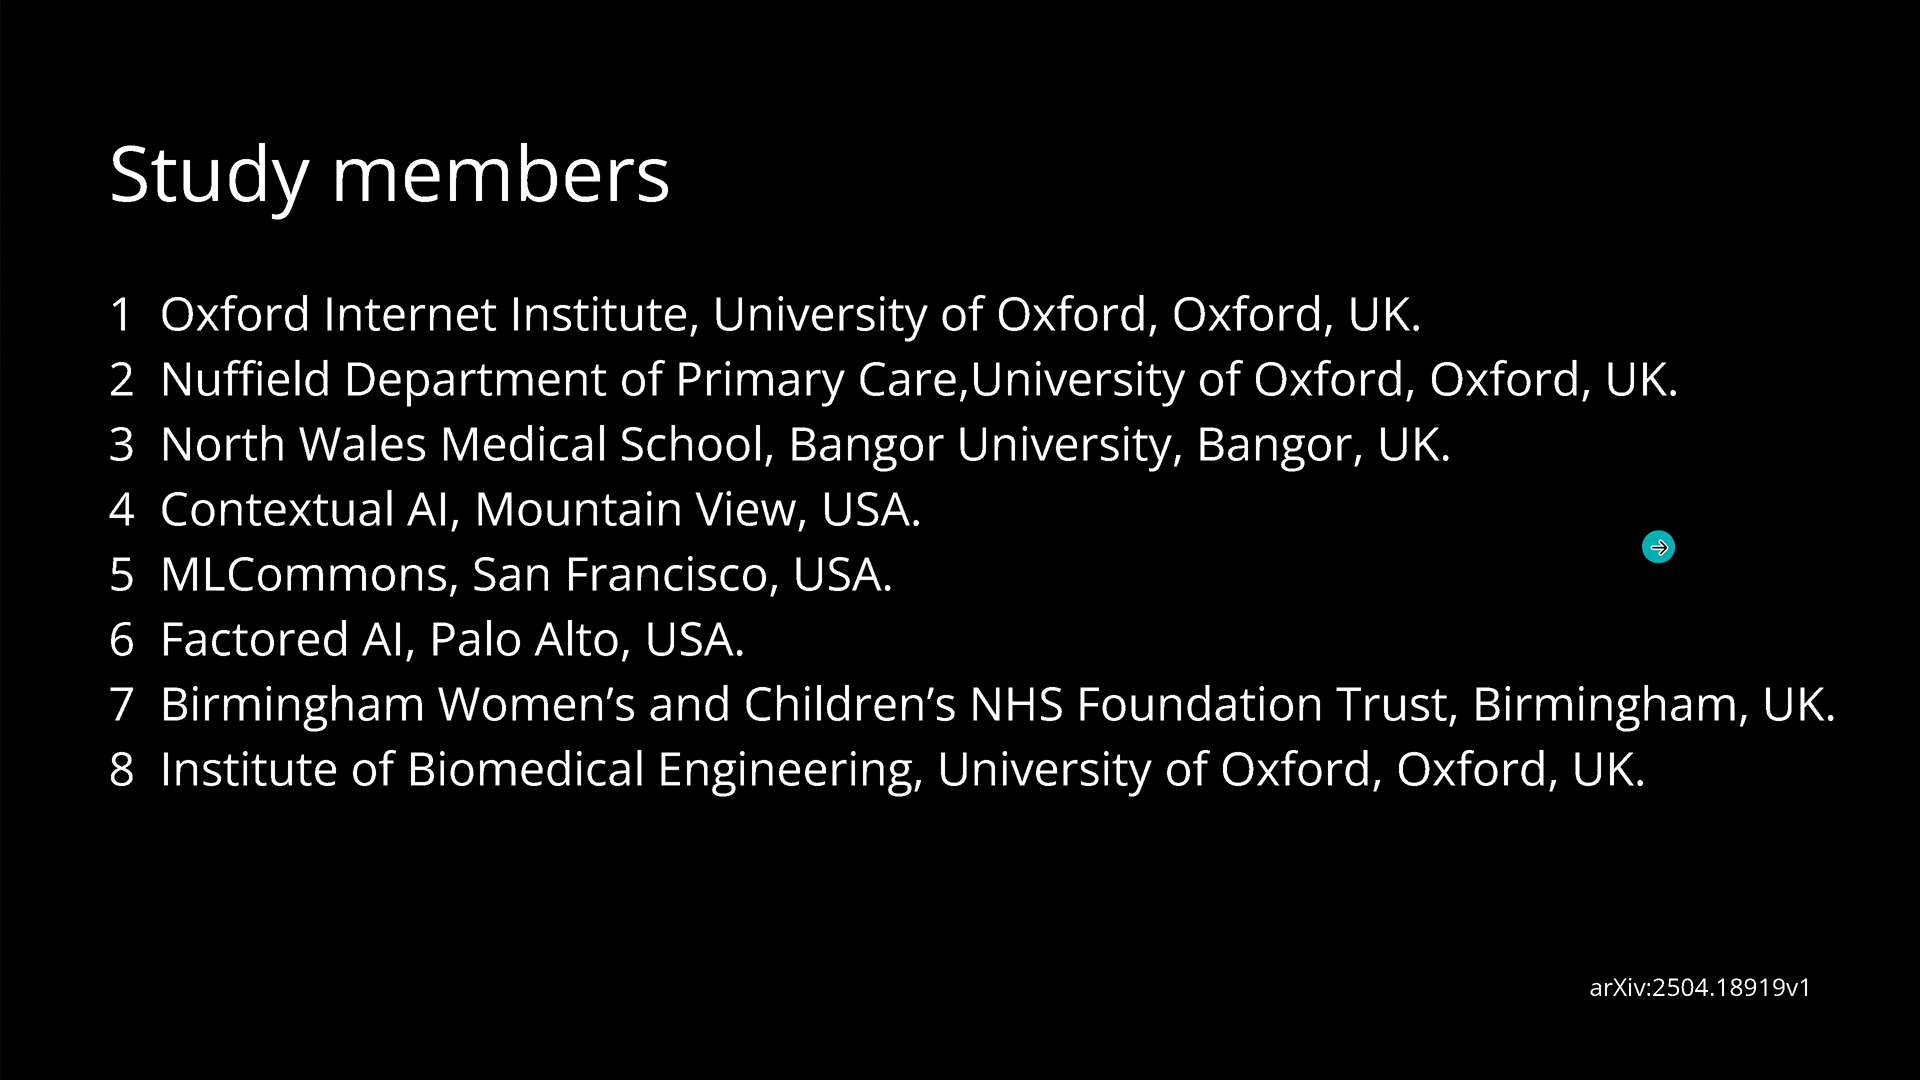 Study members
1 Oxford Internet Institute, University of Oxford, Oxford, UK.
2 Nuffield Department of Primary Care,University of Oxford, Oxford, UK.
3 North Wales Medical School, Bangor University, Bangor, UK.
4 Contextual AI, Mountain View, USA.
5 MLCommons, San Francisco, USA.
6 Factored AI, Palo Alto, USA.
7 Birmingham Women’s and Children’s NHS Foundation Trust, Birmingham, UK.
8 Institute of Biomedical Engineering, University of Oxford, Oxford, UK.
arXiv:2504.18919v1